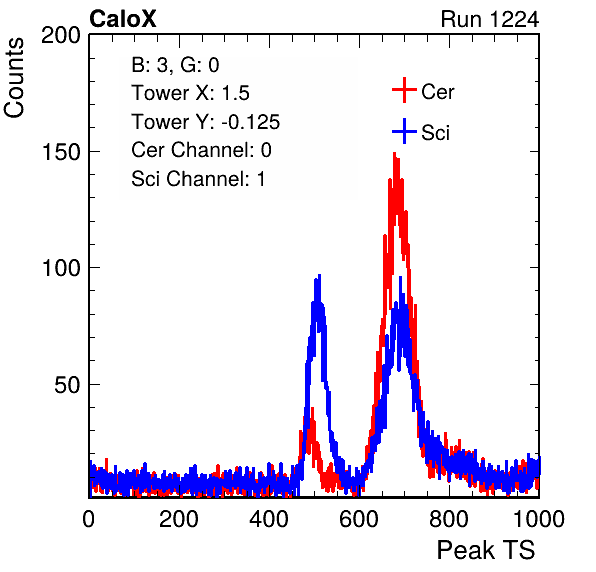 CaloX Run 1224
Counts
200
150
100
50
B: 3, G: 0
Tower X: 1.5
Tower Y: -0.125
Cer Channel: 0
Sci Channel: 1
Cer
Sci
0 200 400 600 800 1000
Peak TS